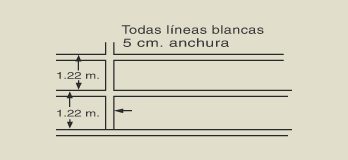 Todas líneas blancas
5 cm. anchura
1.22 m.
1.22 m.